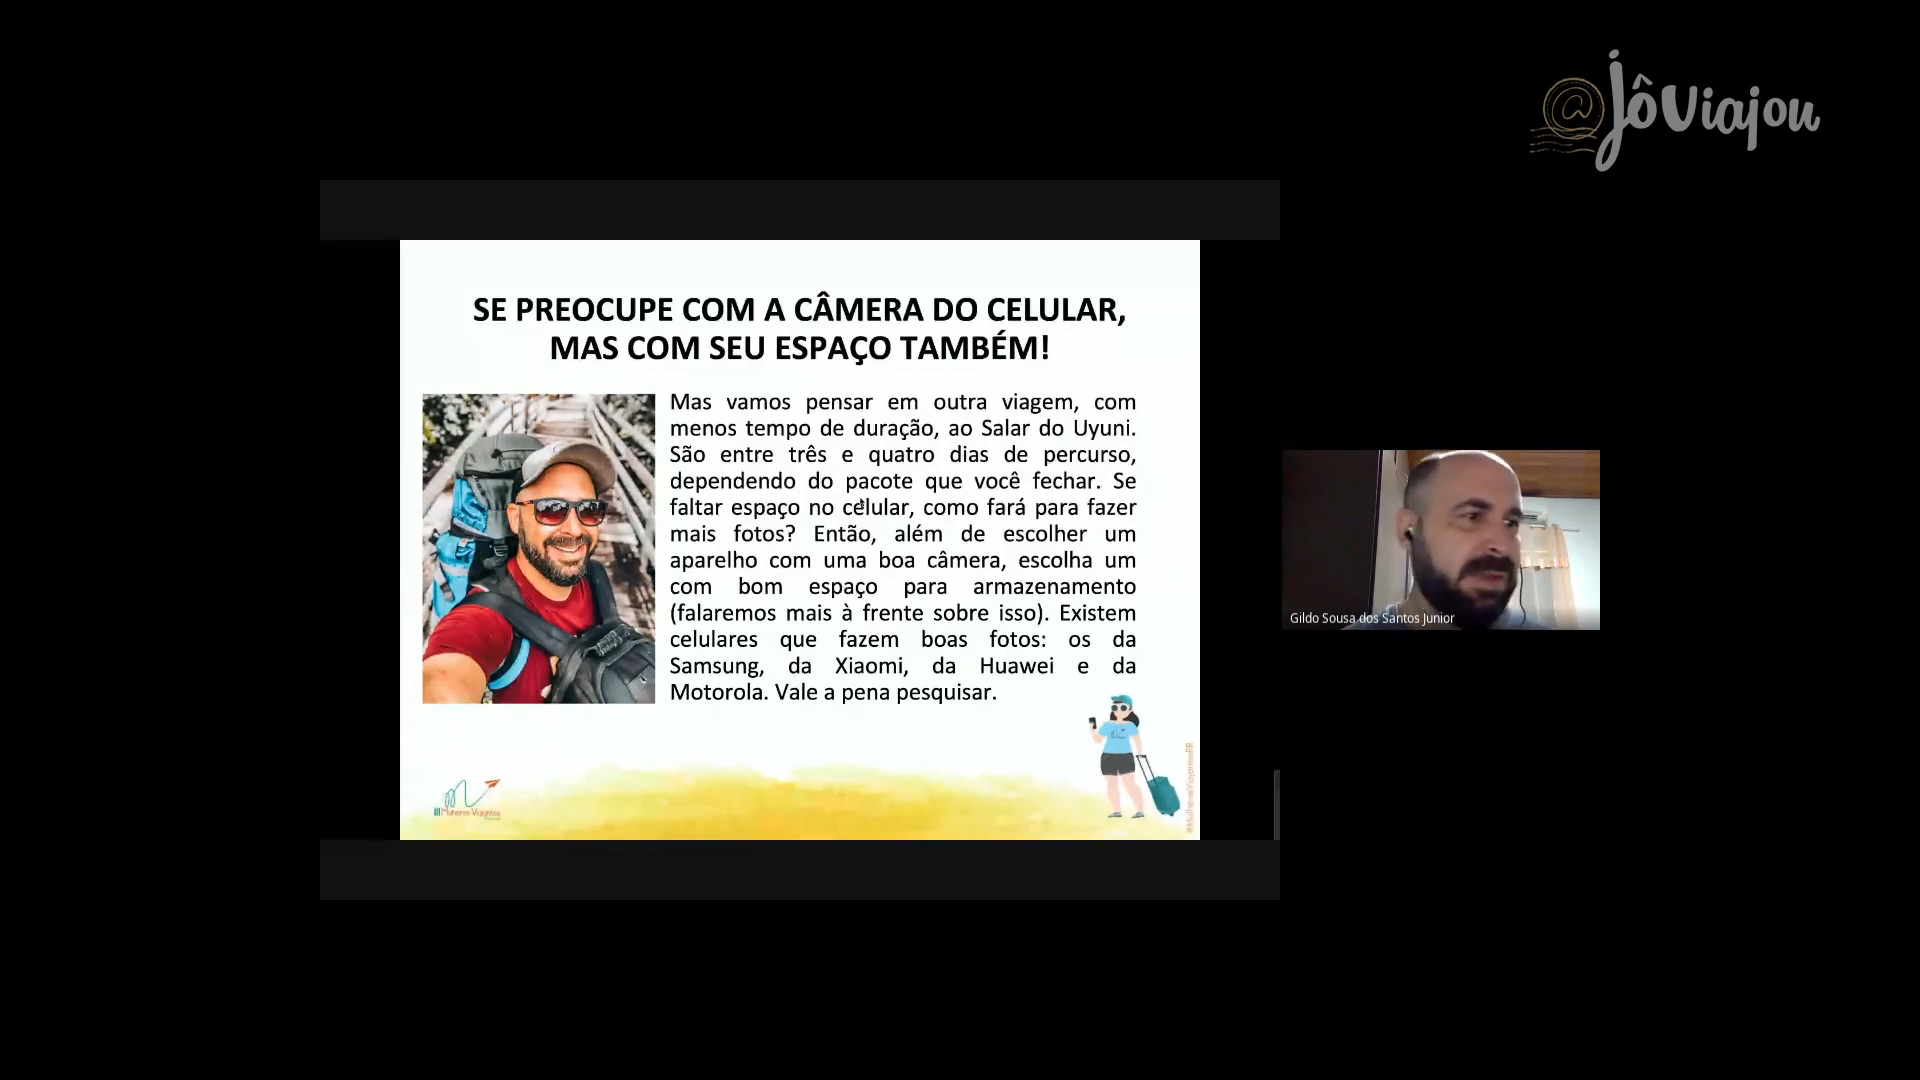 @jôviajou
SE PREOCUPE COM A CÂMERA DO CELULAR,
MAS COM SEU ESPAÇO TAMBÉM!
Mas vamos pensar em outra viagem, com
menos tempo de duração, ao Salar do Uyuni.
São entre três e quatro dias de percurso,
dependendo do pacote que você fechar. Se
faltar espaço no celular, como fará para fazer
mais fotos? Então, além de escolher um
aparelho com uma boa câmera, escolha um
com bom espaço para armazenamento
(falaremos mais à frente sobre isso). Existem
celulares que fazem boas fotos: os da
Samsung, da Xiaomi, da Huawei e da
Motorola. Vale a pena pesquisar.
Gildo Sousa dos Santos Junior
Mulheres Viajantes